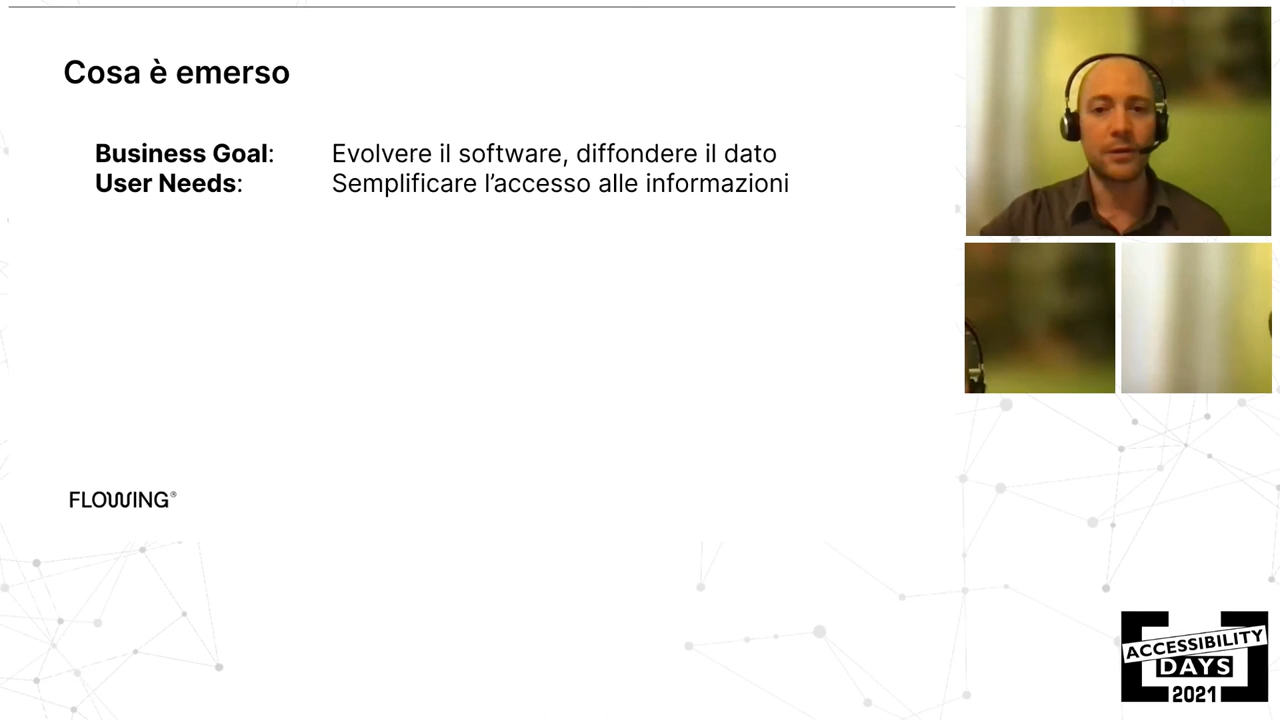 Cosa è emerso
Business Goal: Evolvere il software, diffondere il dato
User Needs: Semplificare l’accesso alle informazioni
FLOWING®
ACCESSIBILITY
DAYS
2021